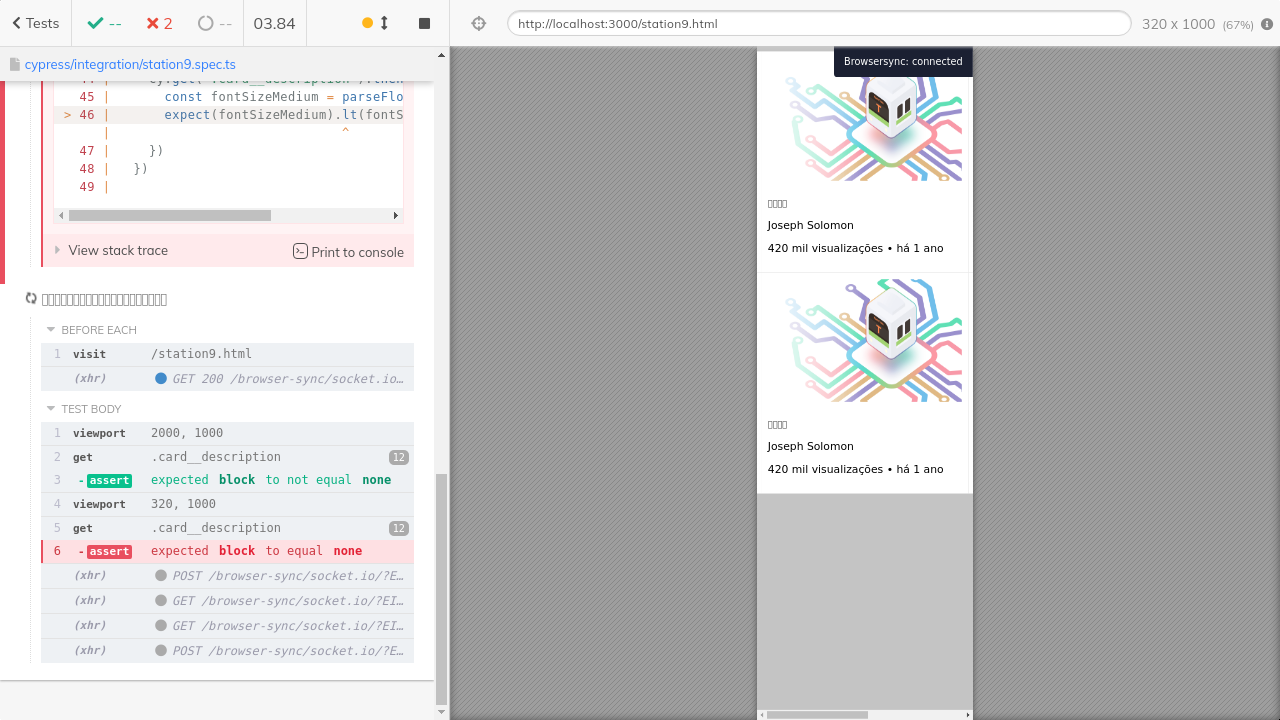 Tests
--
2
--
03.84
http://localhost:3000/station9.html
320 x 1000 (67%)
cypress/integration/station9.spec.ts
Browsersync: connected
45 | const fontSizeMedium = parseFlo
> 46 | expect(fontSizeMedium).lt(fontS
| ^
47 | })
48 | })
49 |
View stack trace
Print to console
BEFORE EACH
1 visit /station9.html
(xhr) GET 200 /browser-sync/socket.io…
TEST BODY
1 viewport 2000, 1000
2 get .card__description 12
3 -assert expected block to not equal none
4 viewport 320, 1000
5 get .card__description 12
6 -assert expected block to equal none
(xhr) POST /browser-sync/socket.io/?E…
(xhr) GET /browser-sync/socket.io/?EI…
(xhr) GET /browser-sync/socket.io/?EI…
(xhr) POST /browser-sync/socket.io/?E…
Joseph Solomon
420 mil visualizações • há 1 ano
Joseph Solomon
420 mil visualizações • há 1 ano